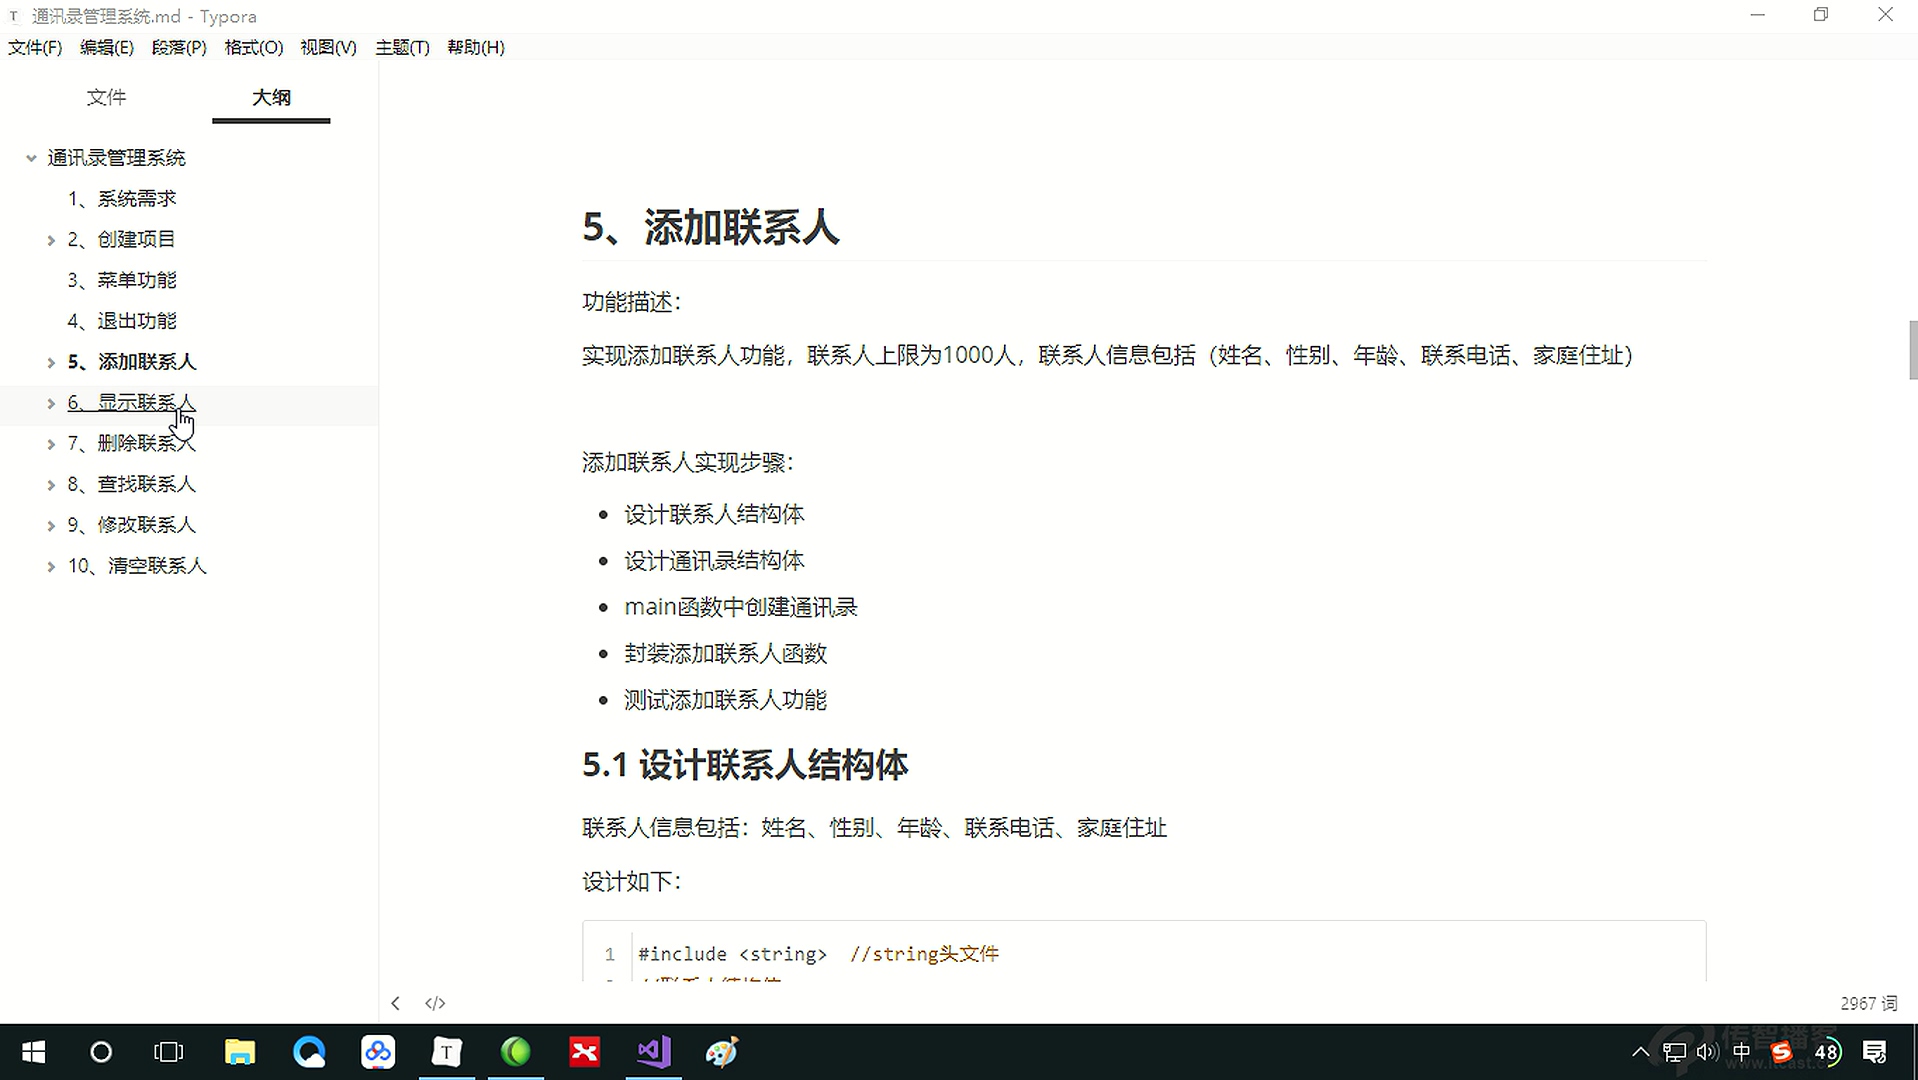 通讯录管理系统.md - Typora
文件(F) 编辑(E) 段落(P) 格式(O) 视图(V) 主题(T) 帮助(H)
文件 大纲
通讯录管理系统
1、系统需求
2、创建项目
3、菜单功能
4、退出功能
5、添加联系人
6、显示联系人
7、删除联系人
8、查找联系人
9、修改联系人
10、清空联系人
5、添加联系人
功能描述：
实现添加联系人功能，联系人上限为1000人，联系人信息包括（姓名、性别、年龄、联系电话、家庭住址）
添加联系人实现步骤：
设计联系人结构体
设计通讯录结构体
main函数中创建通讯录
封装添加联系人函数
测试添加联系人功能
5.1 设计联系人结构体
联系人信息包括：姓名、性别、年龄、联系电话、家庭住址
设计如下：
1 #include <string>  //string头文件
2967 词
中 48